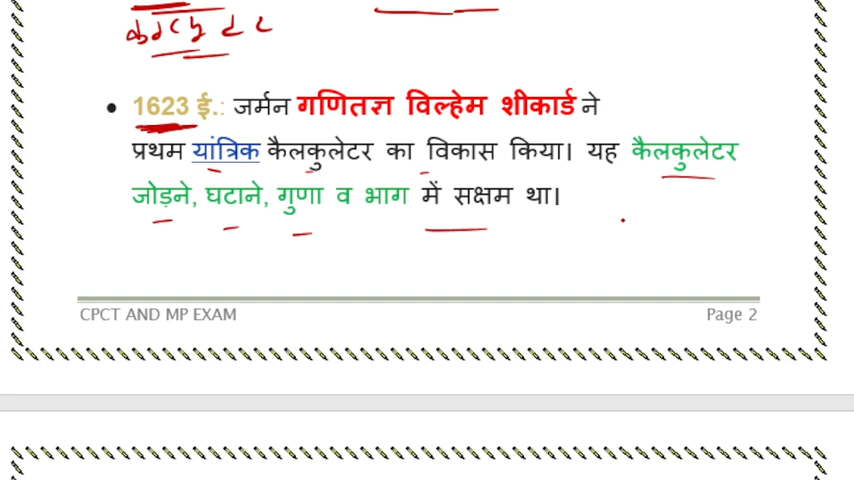 • 1623 ई.: जर्मन गणितज्ञ विल्हेम शीकार्ड ने
प्रथम यांत्रिक कैलकुलेटर का विकास किया। यह कैलकुलेटर
जोड़ने, घटाने, गुणा व भाग में सक्षम था।
CPCT AND MP EXAM Page 2